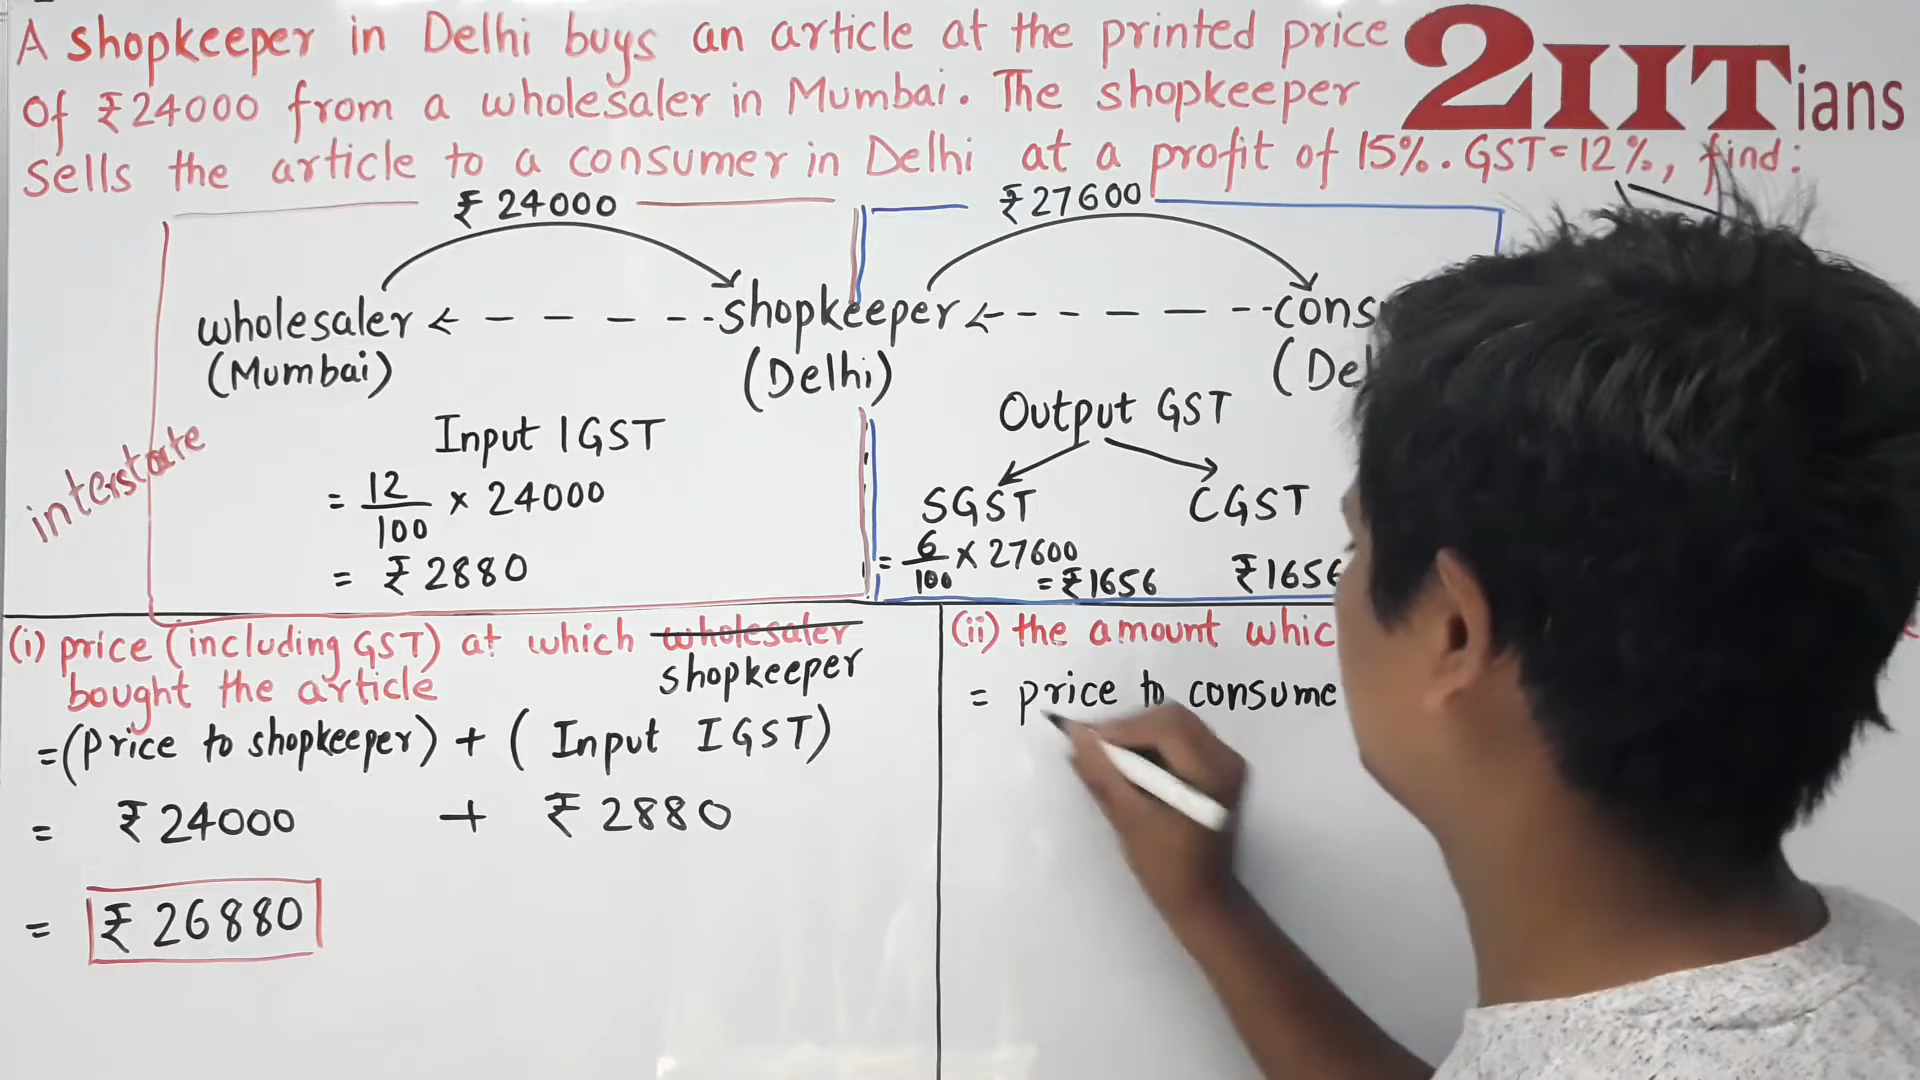 A shopkeeper in Delhi buys an article at the printed price
of ₹24000 from a wholesaler in Mumbai. The shopkeeper
sells the article to a consumer in Delhi at a profit of 15%. GST=12%, find:
2IITians
₹24000
₹27600
wholesaler
shopkeeper
(Mumbai)
(Delhi)
Input IGST
= 12/100 × 24000
= ₹2880
interstate
Output GST
SGST
CGST
= 6/100 × 27600
= ₹1656
₹1656
(i) price (including GST) at which wholesaler
shopkeeper
bought the article
=(Price to shopkeeper) + (Input IGST)
= ₹24000 + ₹2880
= ₹26880
(ii) the amount
= price to